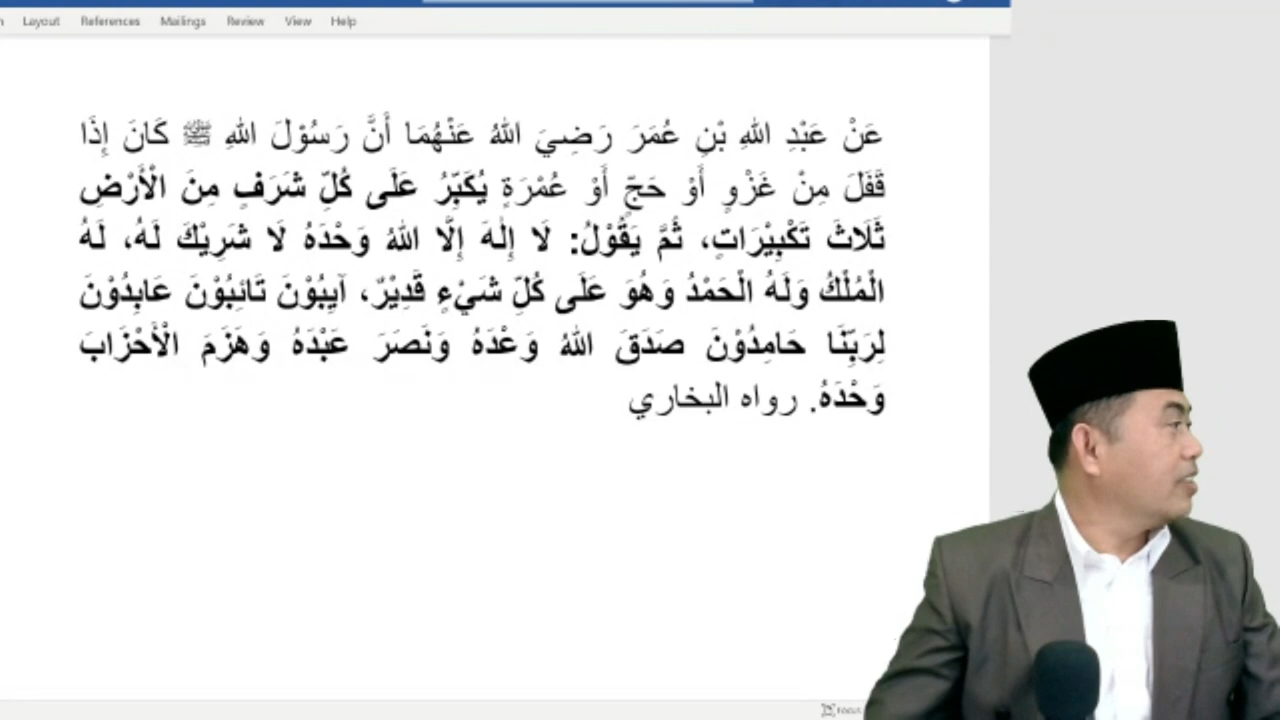 Layout References Mailings Review View Help
عَنْ عَبْدِ اللهِ بْنِ عُمَرَ رَضِيَ اللهُ عَنْهُمَا أَنَّ رَسُوْلَ اللهِ ﷺ كَانَ إِذَا
قَفَلَ مِنْ غَزْوٍ أَوْ حَجٍّ أَوْ عُمْرَةٍ يُكَبِّرُ عَلَى كُلِّ شَرَفٍ مِنَ الْأَرْضِ
ثَلَاثَ تَكْبِيْرَاتٍ، ثُمَّ يَقُوْلُ: لَا إِلٰهَ إِلَّا اللهُ وَحْدَهُ لَا شَرِيْكَ لَهُ، لَهُ
الْمُلْكُ وَلَهُ الْحَمْدُ وَهُوَ عَلَى كُلِّ شَيْءٍ قَدِيْرٌ، آيِبُوْنَ تَائِبُوْنَ عَابِدُوْنَ
لِرَبِّنَا حَامِدُوْنَ صَدَقَ اللهُ وَعْدَهُ وَنَصَرَ عَبْدَهُ وَهَزَمَ الْأَحْزَابَ
وَحْدَهُ. رواه البخاري
Focus